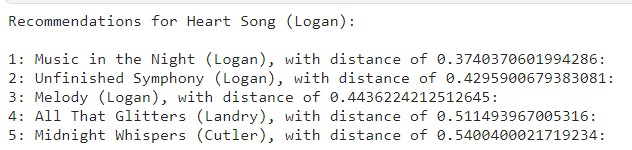 Recommendations for Heart Song (Logan):
1: Music in the Night (Logan), with distance of 0.3740370601994286:
2: Unfinished Symphony (Logan), with distance of 0.4295900679383081:
3: Melody (Logan), with distance of 0.4436224212512645:
4: All That Glitters (Landry), with distance of 0.511493967005316:
5: Midnight Whispers (Cutler), with distance of 0.5400400021719234: